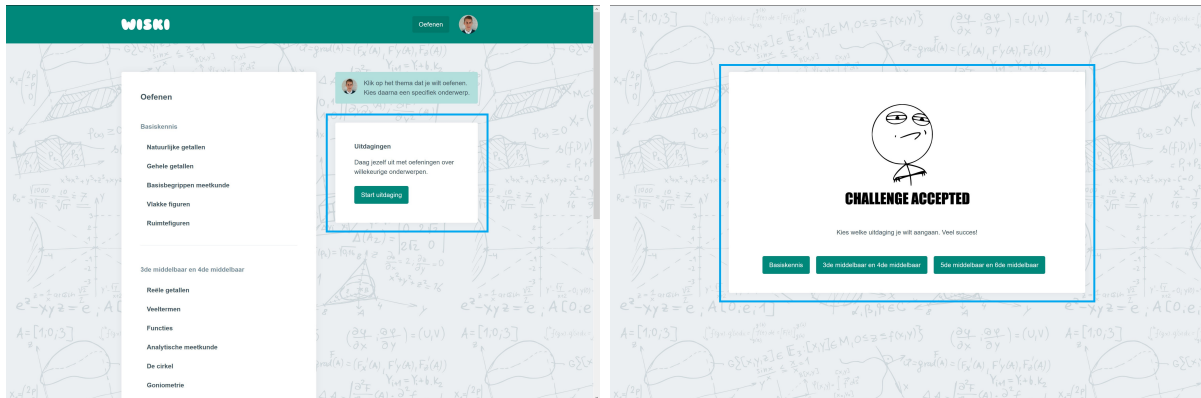 WISKI
Oefenen
Oefenen
Basiskennis
Natuurlijke getallen
Gehele getallen
Basisbegrippen meetkunde
Vlakke figuren
Ruimtefiguren
3de middelbaar en 4de middelbaar
Reële getallen
Veeltermen
Functies
Analytische meetkunde
De cirkel
Goniometrie
Klik op het thema dat je wilt oefenen.
Kies daarna een specifiek onderwerp.
Uitdagingen
Daag jezelf uit met oefeningen over
willekeurige onderwerpen.
Start uitdaging
CHALLENGE ACCEPTED
Kies welke uitdaging je wilt aangaan. Veel succes!
Basiskennis
3de middelbaar en 4de middelbaar
5de middelbaar en 6de middelbaar